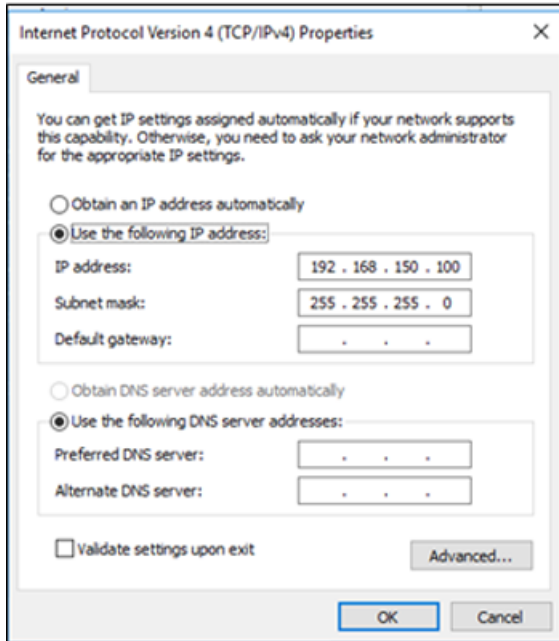 Internet Protocol Version 4 (TCP/IPv4) Properties
General
You can get IP settings assigned automatically if your network supports
this capability. Otherwise, you need to ask your network administrator
for the appropriate IP settings.
Obtain an IP address automatically
Use the following IP address:
IP address: 192 . 168 . 150 . 100
Subnet mask: 255 . 255 . 255 . 0
Default gateway: . . .
Obtain DNS server address automatically
Use the following DNS server addresses:
Preferred DNS server: . . .
Alternate DNS server: . . .
Validate settings upon exit
Advanced...
OK Cancel